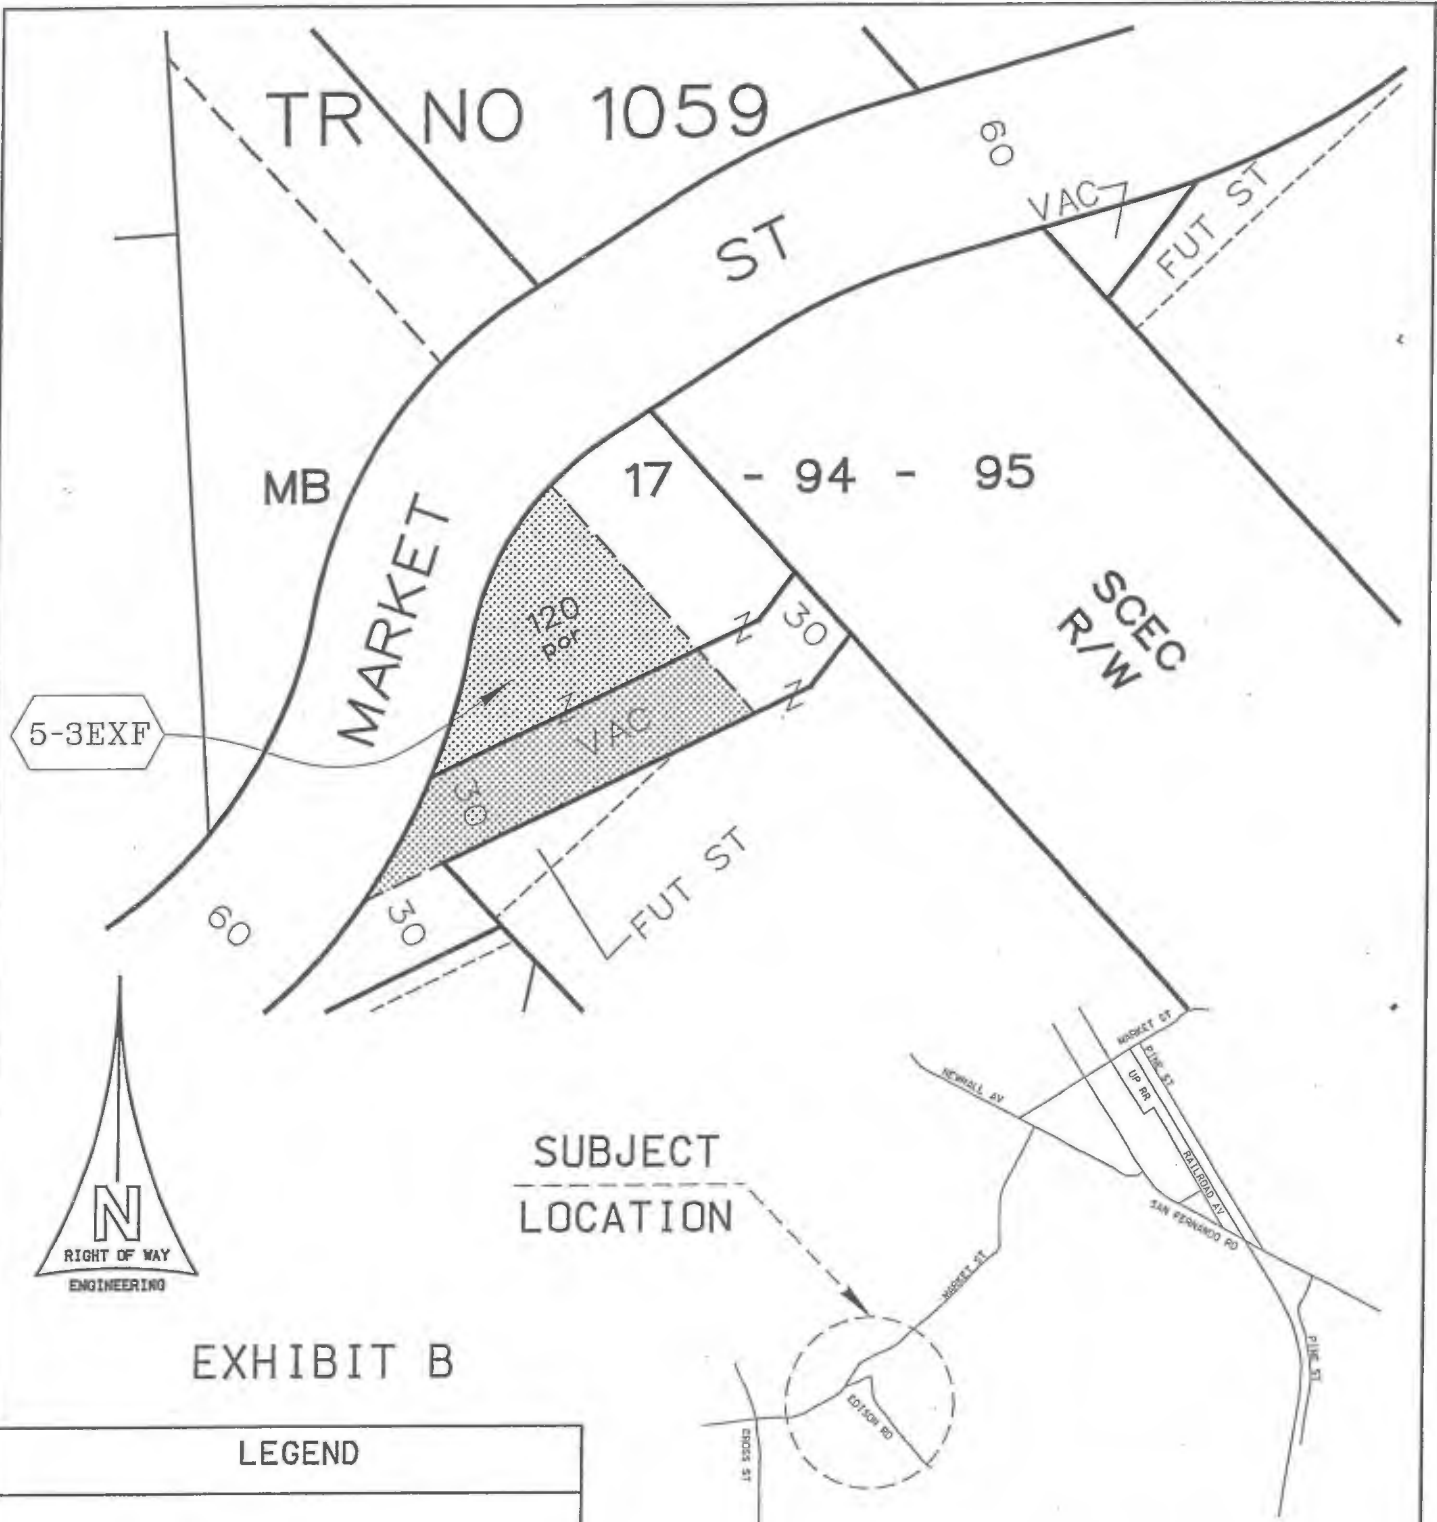 TR NO 1059
60
VAC
FUT ST
ST
MB 17 - 94 - 95
MARKET
120
por
30
SCEC
R/W
5-3EXF
VAC
30
FUT ST
30
60
N
RIGHT OF WAY
ENGINEERING
MARKET ST
PINE ST
NEWHALL AV
UP RR
RAILROAD AV
SAN FERNANDO RD
SUBJECT
LOCATION
MARKET ST
PINE ST
EDISON RD
CROSS ST
EXHIBIT B
LEGEND